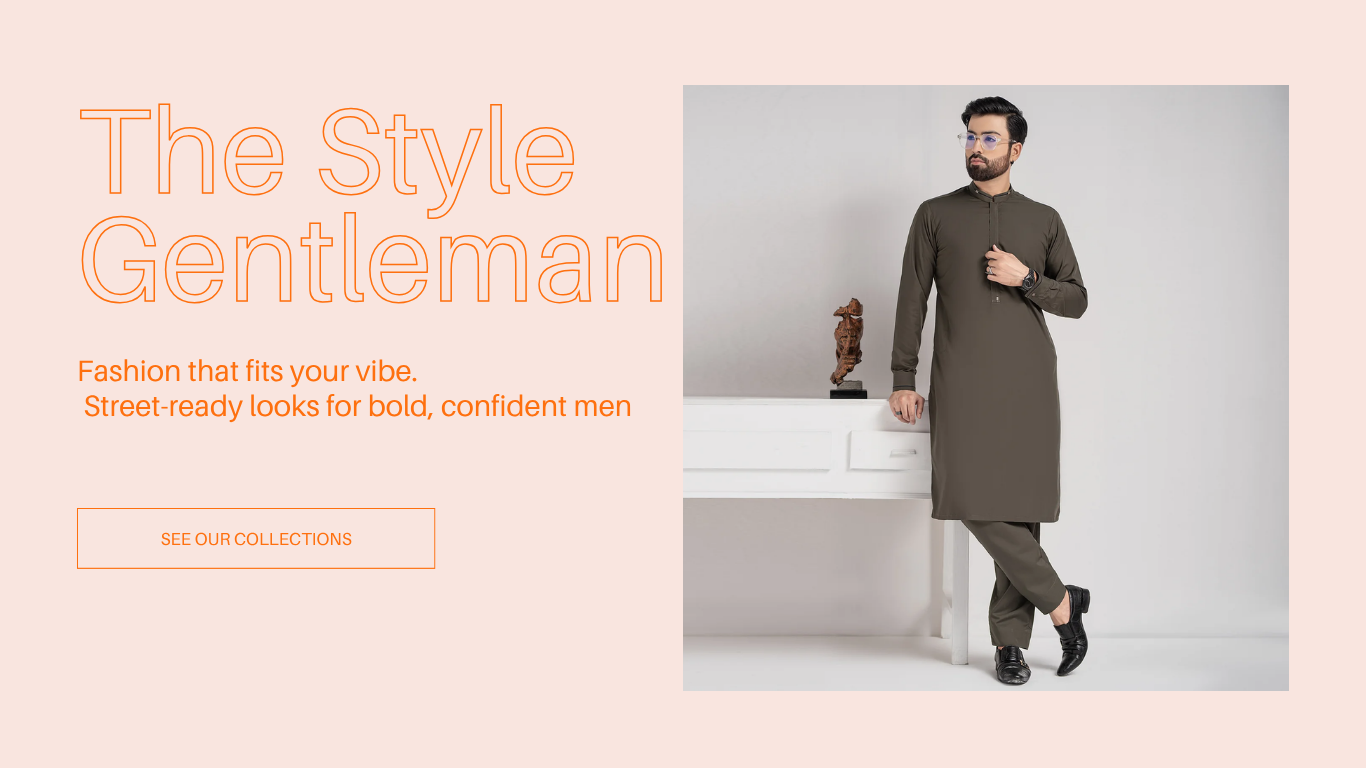 The Style
Gentleman
Fashion that fits your vibe.
Street-ready looks for bold, confident men
SEE OUR COLLECTIONS